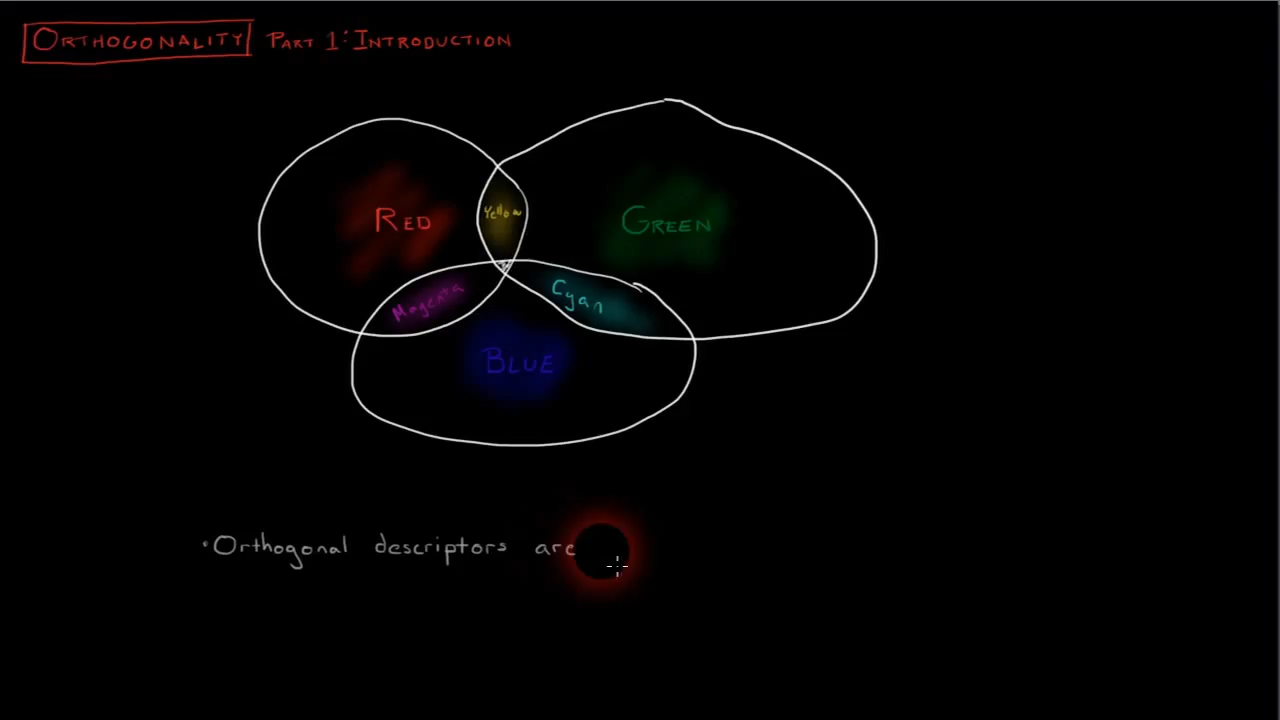 ORTHOGONALITY PART 1: INTRODUCTION
RED
Yellow
GREEN
Magenta
Cyan
BLUE
•Orthogonal descriptors are